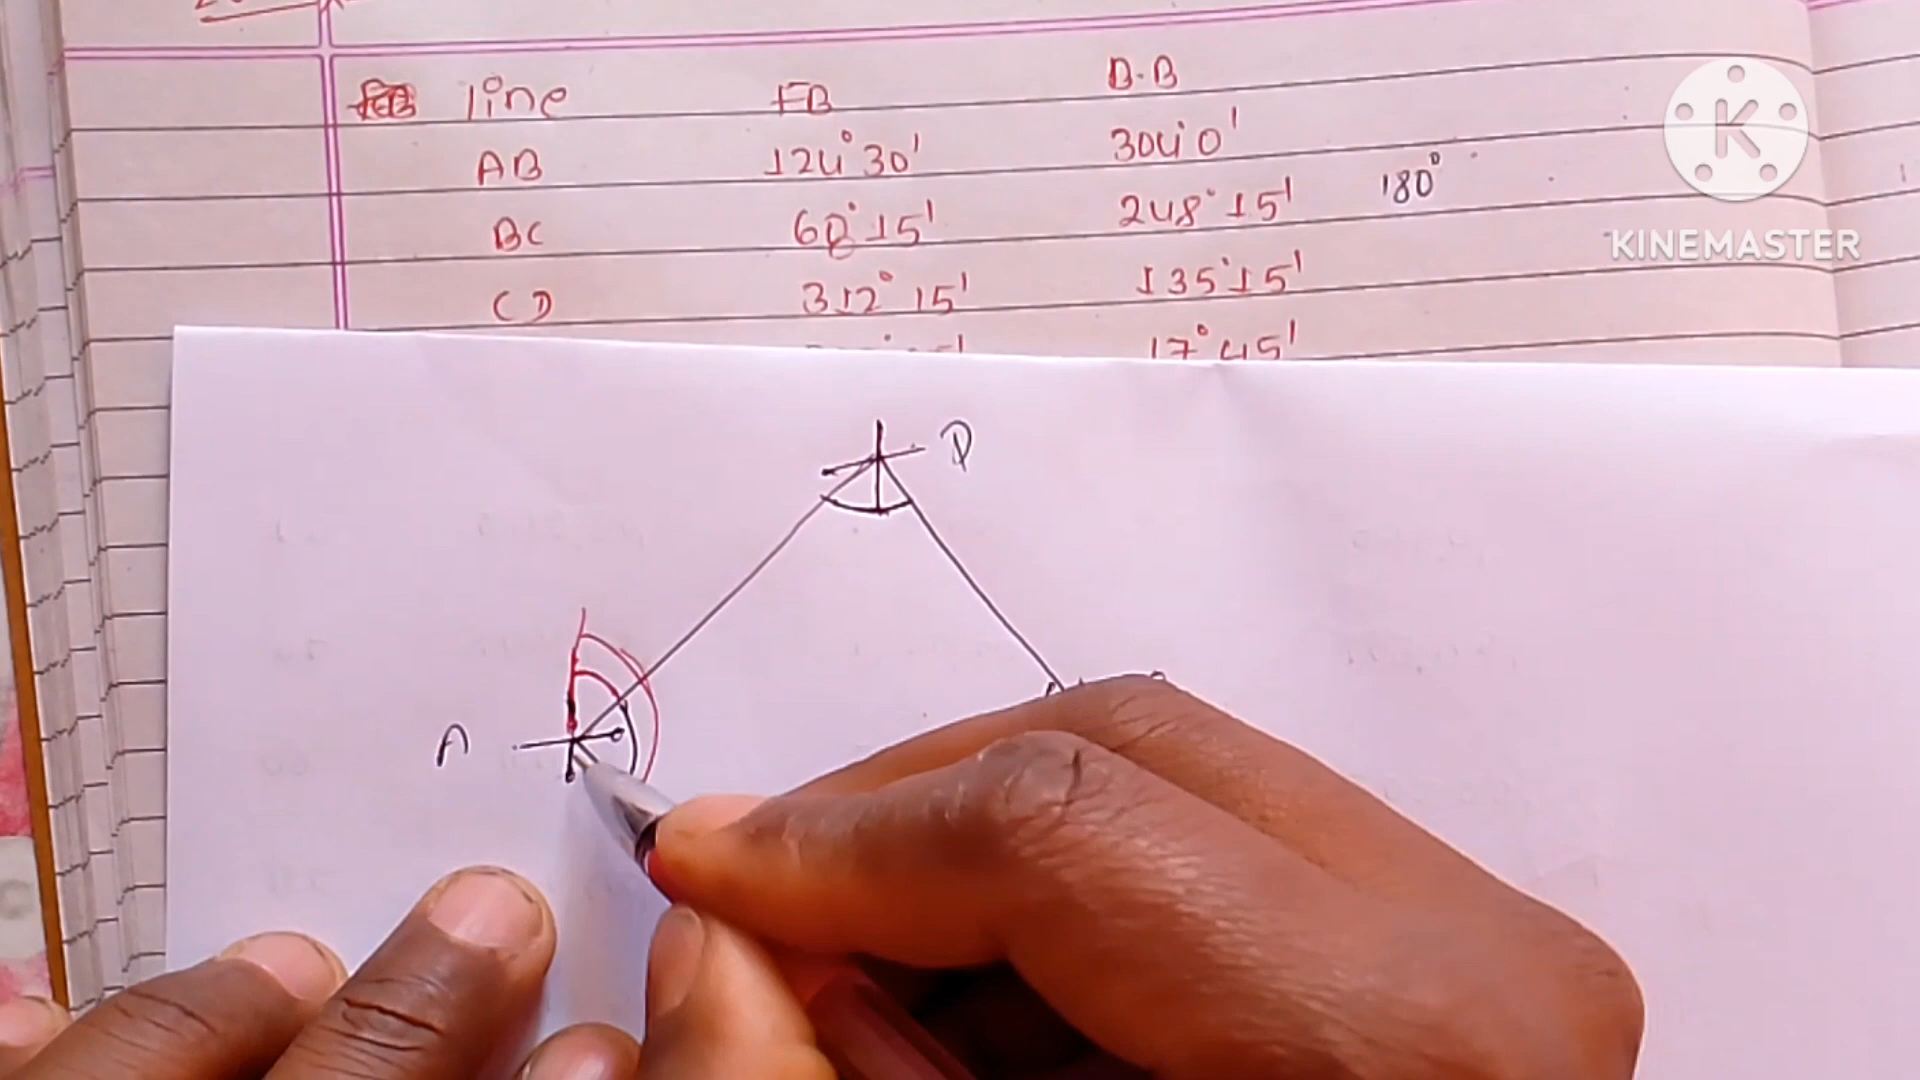 line FB B.B
AB 124°30' 304°0'
BC 68°15' 248°15' 180°
CD 312°15' 135°15'
17°45'
D
A
K
KINEMASTER